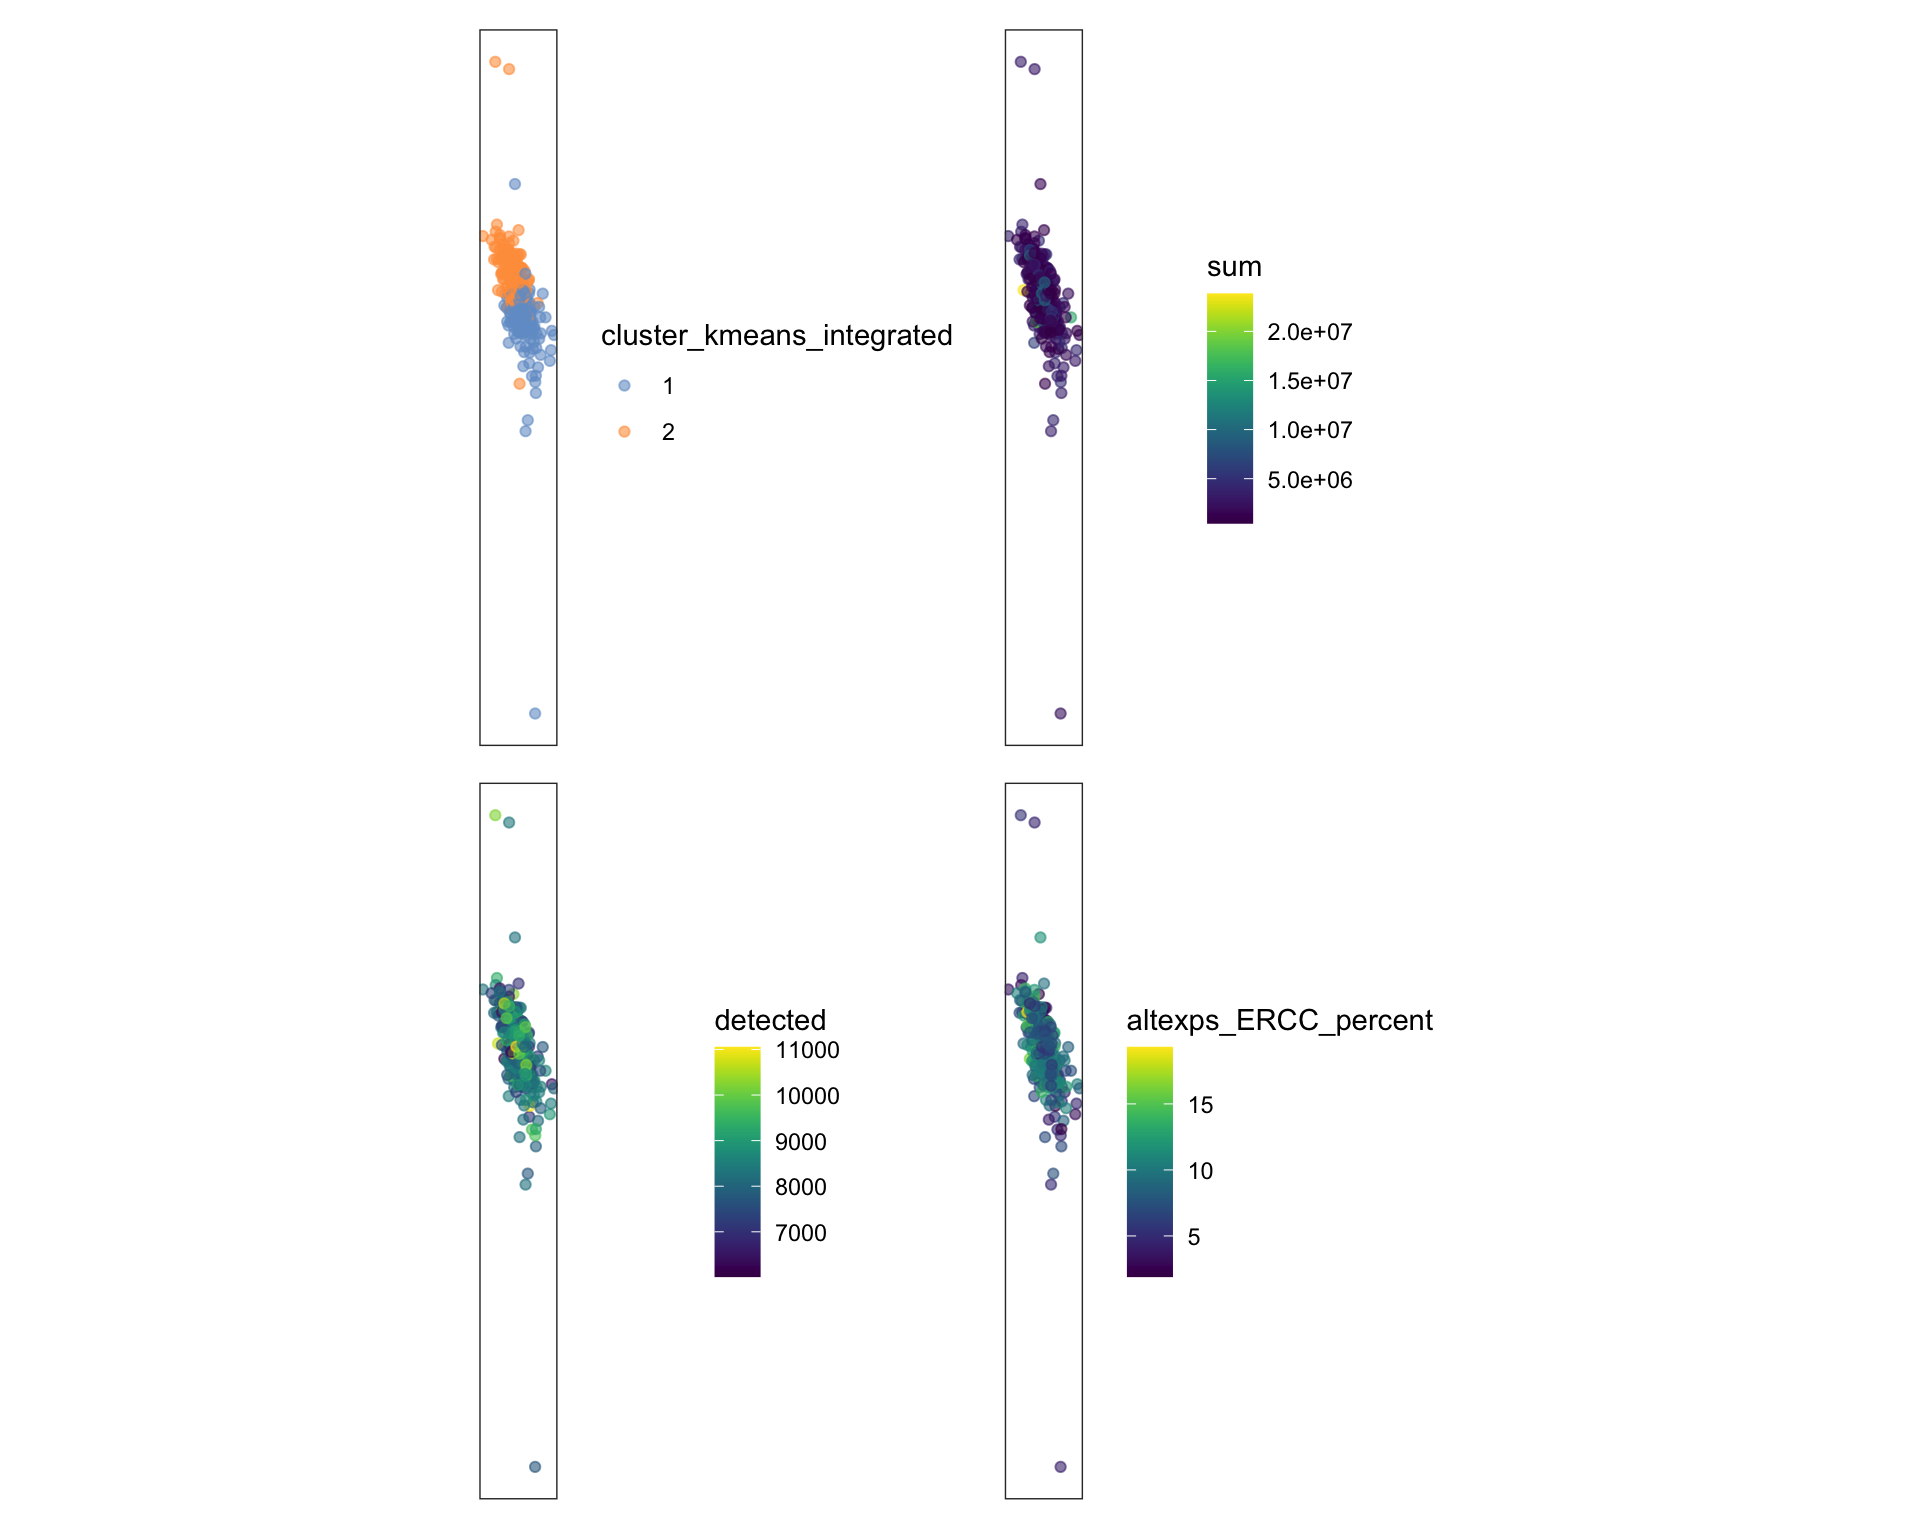 cluster_kmeans_integrated
1
2
sum
2.0e+07
1.5e+07
1.0e+07
5.0e+06
detected
11000
10000
9000
8000
7000
altexps_ERCC_percent
15
10
5